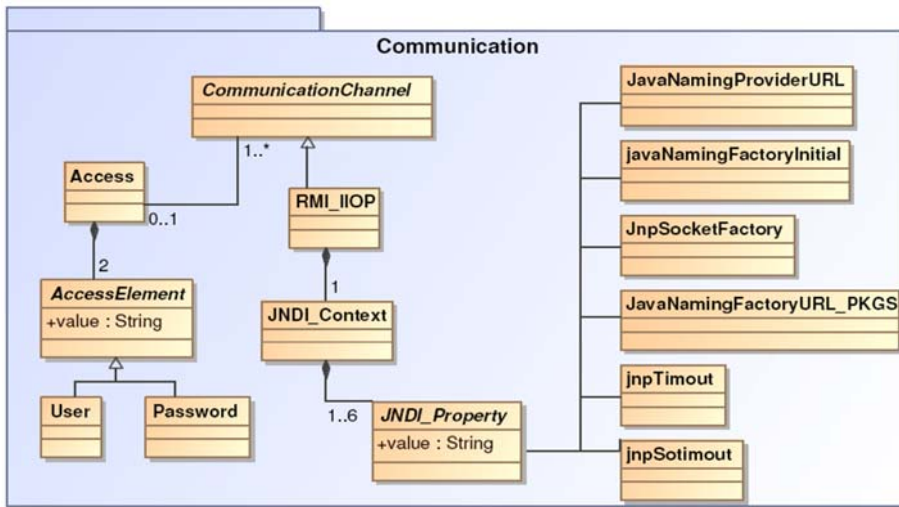 Communication
CommunicationChannel
1..*
Access
0..1
2
AccessElement
+value : String
User
Password
RMI_IIOP
1
JNDI_Context
1..6
JNDI_Property
+value : String
JavaNamingProviderURL
javaNamingFactoryInitial
JnpSocketFactory
JavaNamingFactoryURL_PKGS
jnpTimout
jnpSotimout